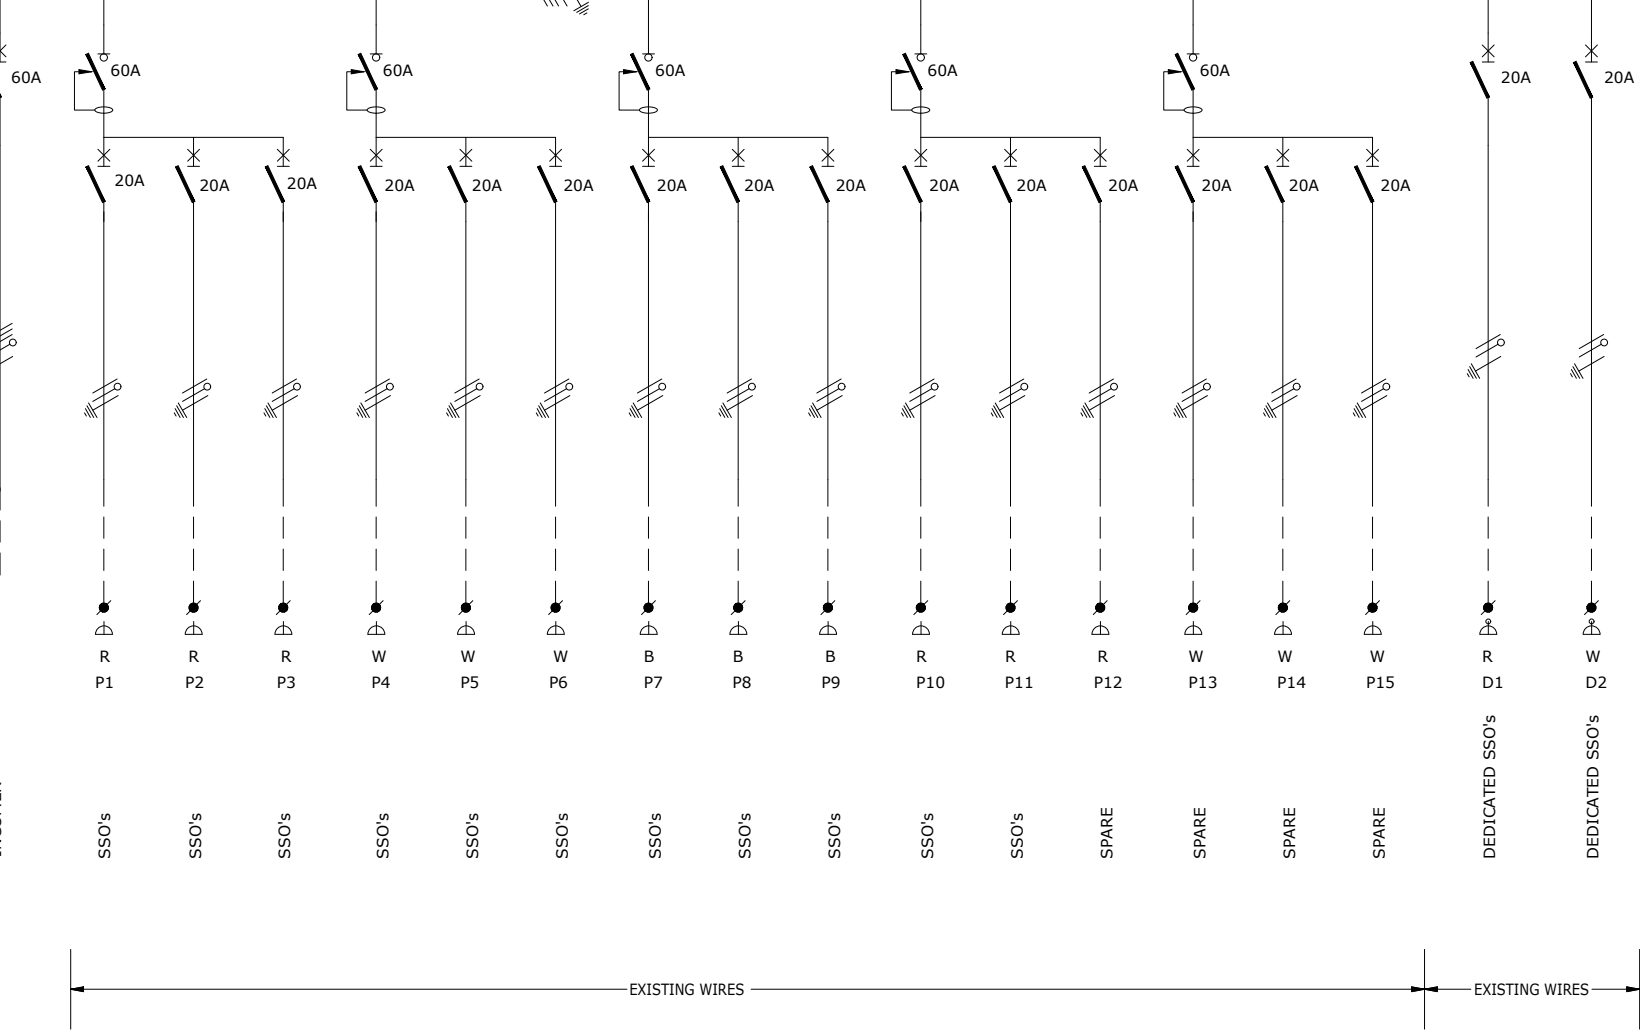 60A 60A 60A 60A 60A 60A 20A 20A
20A 20A 20A 20A 20A 20A 20A 20A 20A 20A 20A 20A 20A 20A 20A
R R R W W W B B B R R R W W W R W
P1 P2 P3 P4 P5 P6 P7 P8 P9 P10 P11 P12 P13 P14 P15 D1 D2
SSO's SSO's SSO's SSO's SSO's SSO's SSO's SSO's SSO's SSO's SSO's SPARE SPARE SPARE SPARE DEDICATED SSO's DEDICATED SSO's
EXISTING WIRES EXISTING WIRES